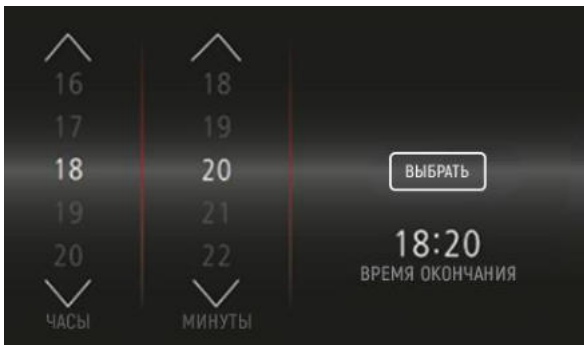 16 18
17 19
18 20 ВЫБРАТЬ
19 21
20 22 18:20
ВРЕМЯ ОКОНЧАНИЯ
ЧАСЫ МИНУТЫ